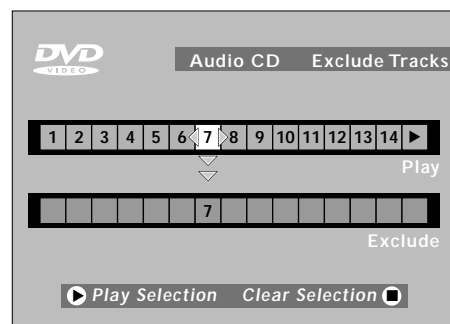 DVD
VIDEO
Audio CD Exclude Tracks
1 2 3 4 5 6 7 8 9 10 11 12 13 14
Play
7
Exclude
Play Selection Clear Selection